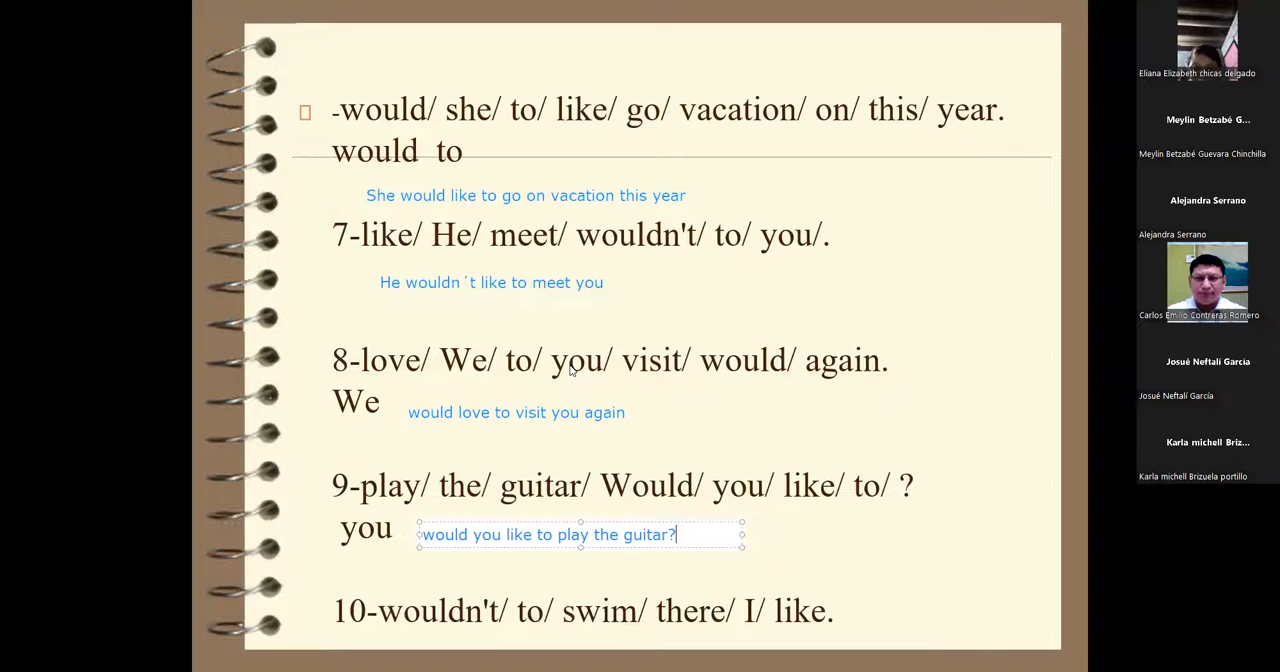 -would/ she/ to/ like/ go/ vacation/ on/ this/ year.
would to
She would like to go on vacation this year
7-like/ He/ meet/ wouldn't/ to/ you/.
He wouldn´t like to meet you
8-love/ We/ to/ you/ visit/ would/ again.
We
would love to visit you again
9-play/ the/ guitar/ Would/ you/ like/ to/ ?
you
would you like to play the guitar?
10-wouldn't/ to/ swim/ there/ I/ like.
Eliana Elizabeth chicas delgado
Meylin Betzabé G...
Meylin Betzabé Guevara Chinchilla
Alejandra Serrano
Alejandra Serrano
Carlos Emilio Contreras Romero
Josué Neftalí García
Josué Neftalí García
Karla michell Briz...
Karla michell Brizuela portillo